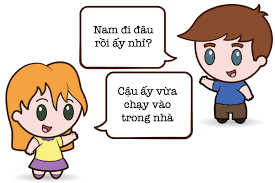 Nam đi đâu
rồi ấy nhỉ?
Cậu ấy vừa
chạy vào
trong nhà